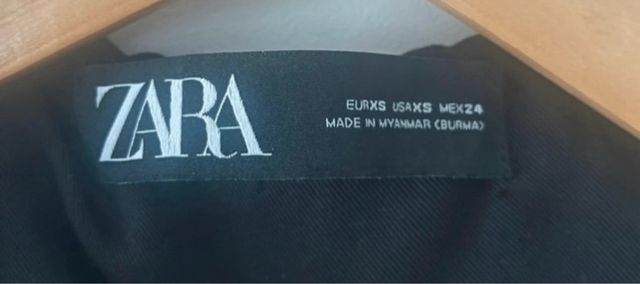 ZARA
EURXS USAXS MEX24
MADE IN MYANMAR (BURMA)